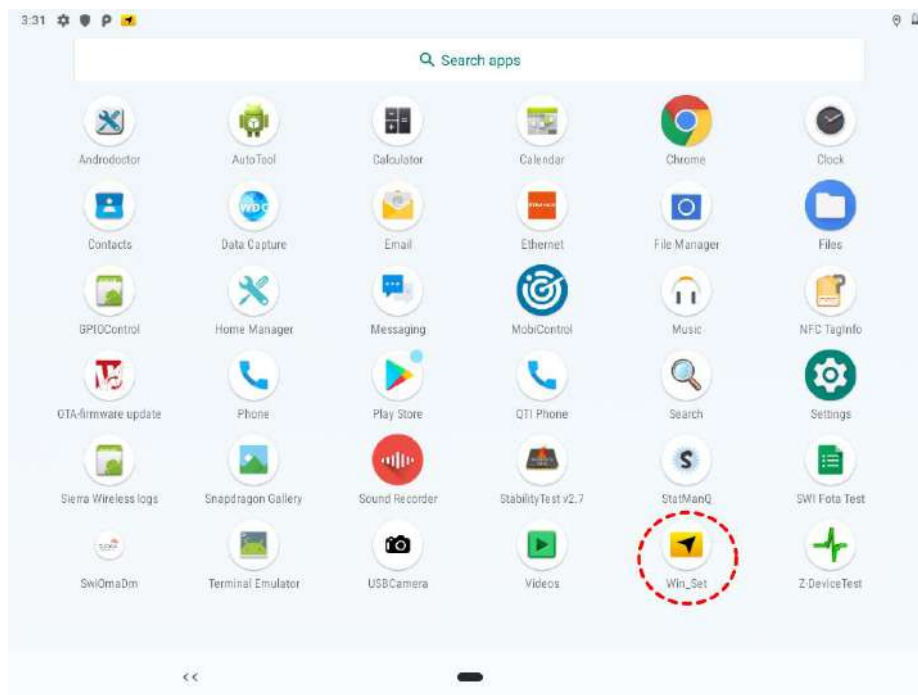 3:31
Search apps
Androdoctor AutoTool Calculator Calendar Chrome Clock
WDC
Contacts Data Capture Email Ethernet File Manager Files
GPIOControl Home Manager Messaging MobiControl Music NFC TagInfo
OTA-firmware update Phone Play Store QTI Phone Search Settings
S
Sierra Wireless logs Snapdragon Gallery Sound Recorder StabilityTest v2.7 StatManQ SWI Fota Test
SwiOmaDm Terminal Emulator USBCamera Videos Win_Set Z-DeviceTest
<<